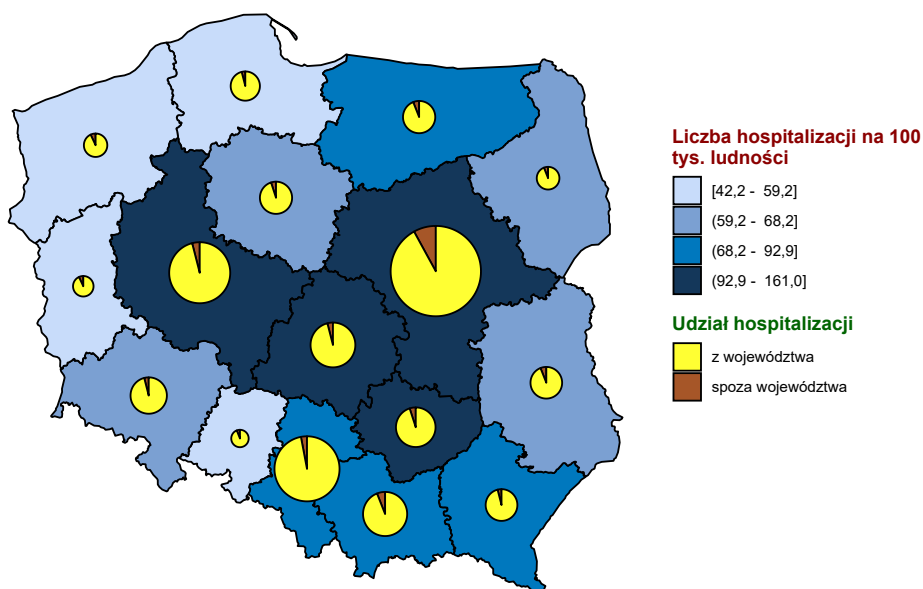 Liczba hospitalizacji na 100
tys. ludności
[42,2 - 59,2]
(59,2 - 68,2]
(68,2 - 92,9]
(92,9 - 161,0]
Udział hospitalizacji
z województwa
spoza województwa